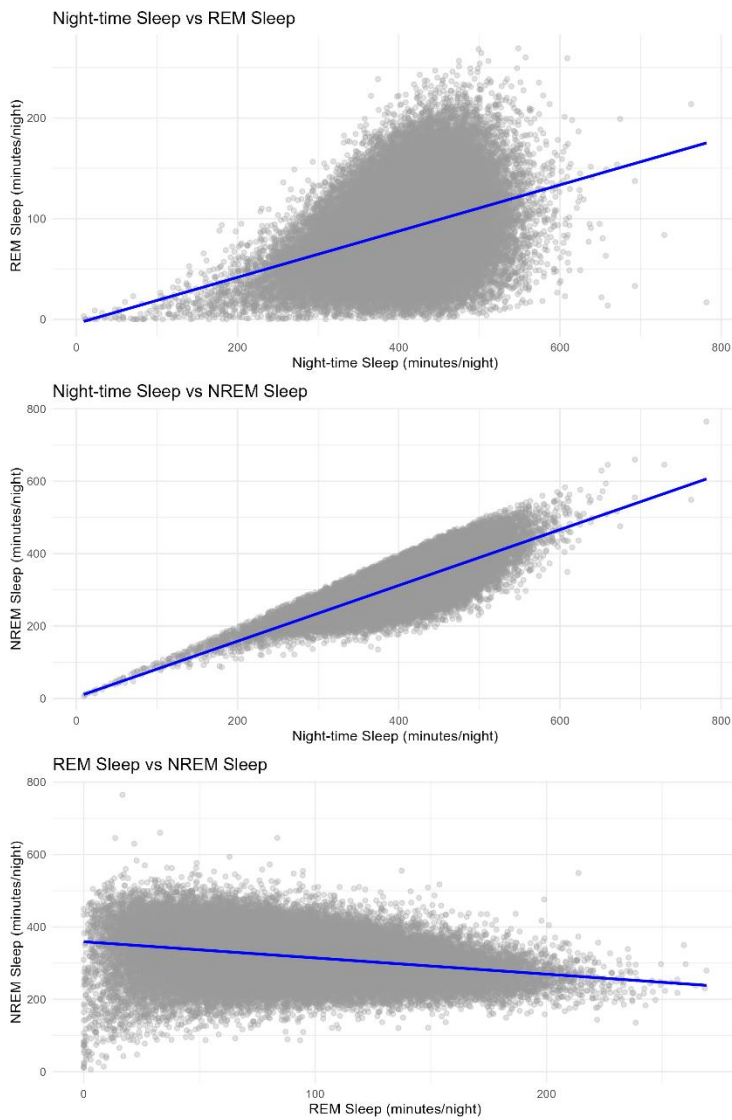 Night-time Sleep vs REM Sleep
REM Sleep (minutes/night)
200
100
0
0 200 400 600 800
Night-time Sleep (minutes/night)
Night-time Sleep vs NREM Sleep
NREM Sleep (minutes/night)
800
600
400
200
0
0 200 400 600 800
Night-time Sleep (minutes/night)
REM Sleep vs NREM Sleep
NREM Sleep (minutes/night)
800
600
400
200
0
0 100 200
REM Sleep (minutes/night)